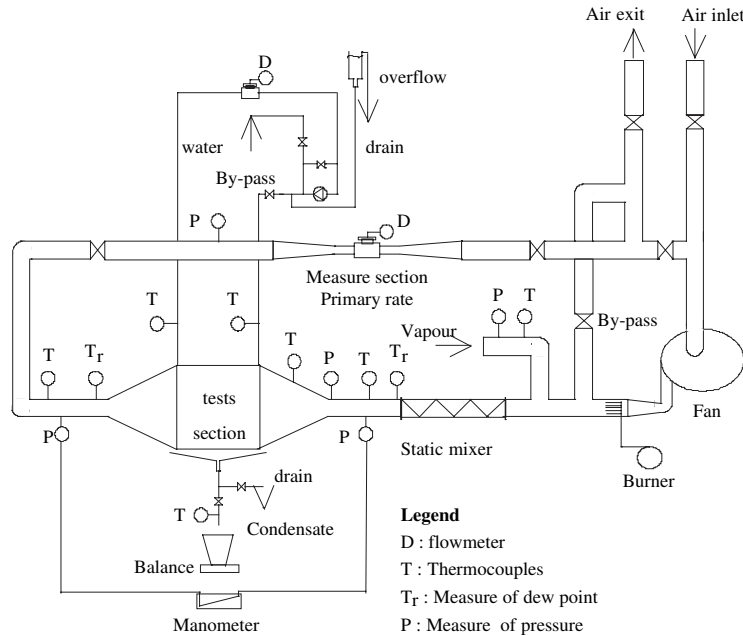 Air exit
Air inlet
D
overflow
water
drain
By-pass
P
D
Measure section
Primary rate
T
T
P
T
Vapour
By-pass
T
Tr
T
P
T
Tr
tests
section
Fan
P
P
Static mixer
drain
Burner
T
Condensate
Balance
Manometer
Legend
D : flowmeter
T : Thermocouples
Tr : Measure of dew point
P : Measure of pressure